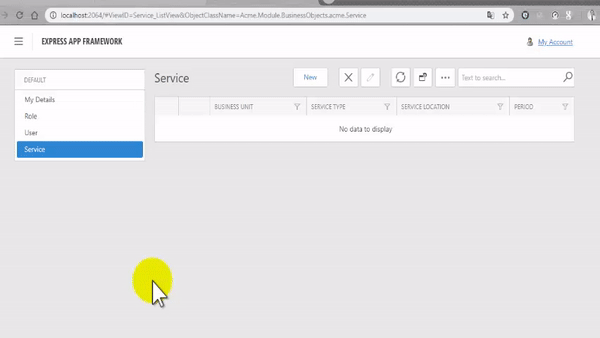 localhost:2064/#ViewID=Service_ListView&ObjectClassName=Acme.Module.BusinessObjects.acme.Service
EXPRESS APP FRAMEWORK
My Account
DEFAULT
My Details
Role
User
Service
Service
New
Text to search...
BUSINESS UNIT
SERVICE TYPE
SERVICE LOCATION
PERIOD
No data to display